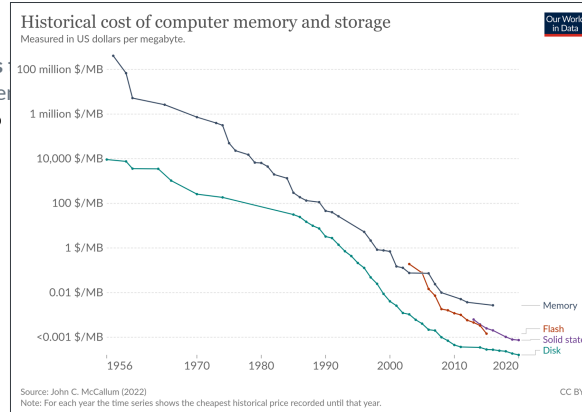 Historical cost of computer memory and storage
Measured in US dollars per megabyte.
Our World
in Data
100 million $/MB
1 million $/MB
10,000 $/MB
100 $/MB
1 $/MB
0.01 $/MB
<0.001 $/MB
Memory
Flash
Solid state
Disk
1956
1970
1980
1990
2000
2010
2020
Source: John C. McCallum (2022)
CC BY
Note: For each year the time series shows the cheapest historical price recorded until that year.